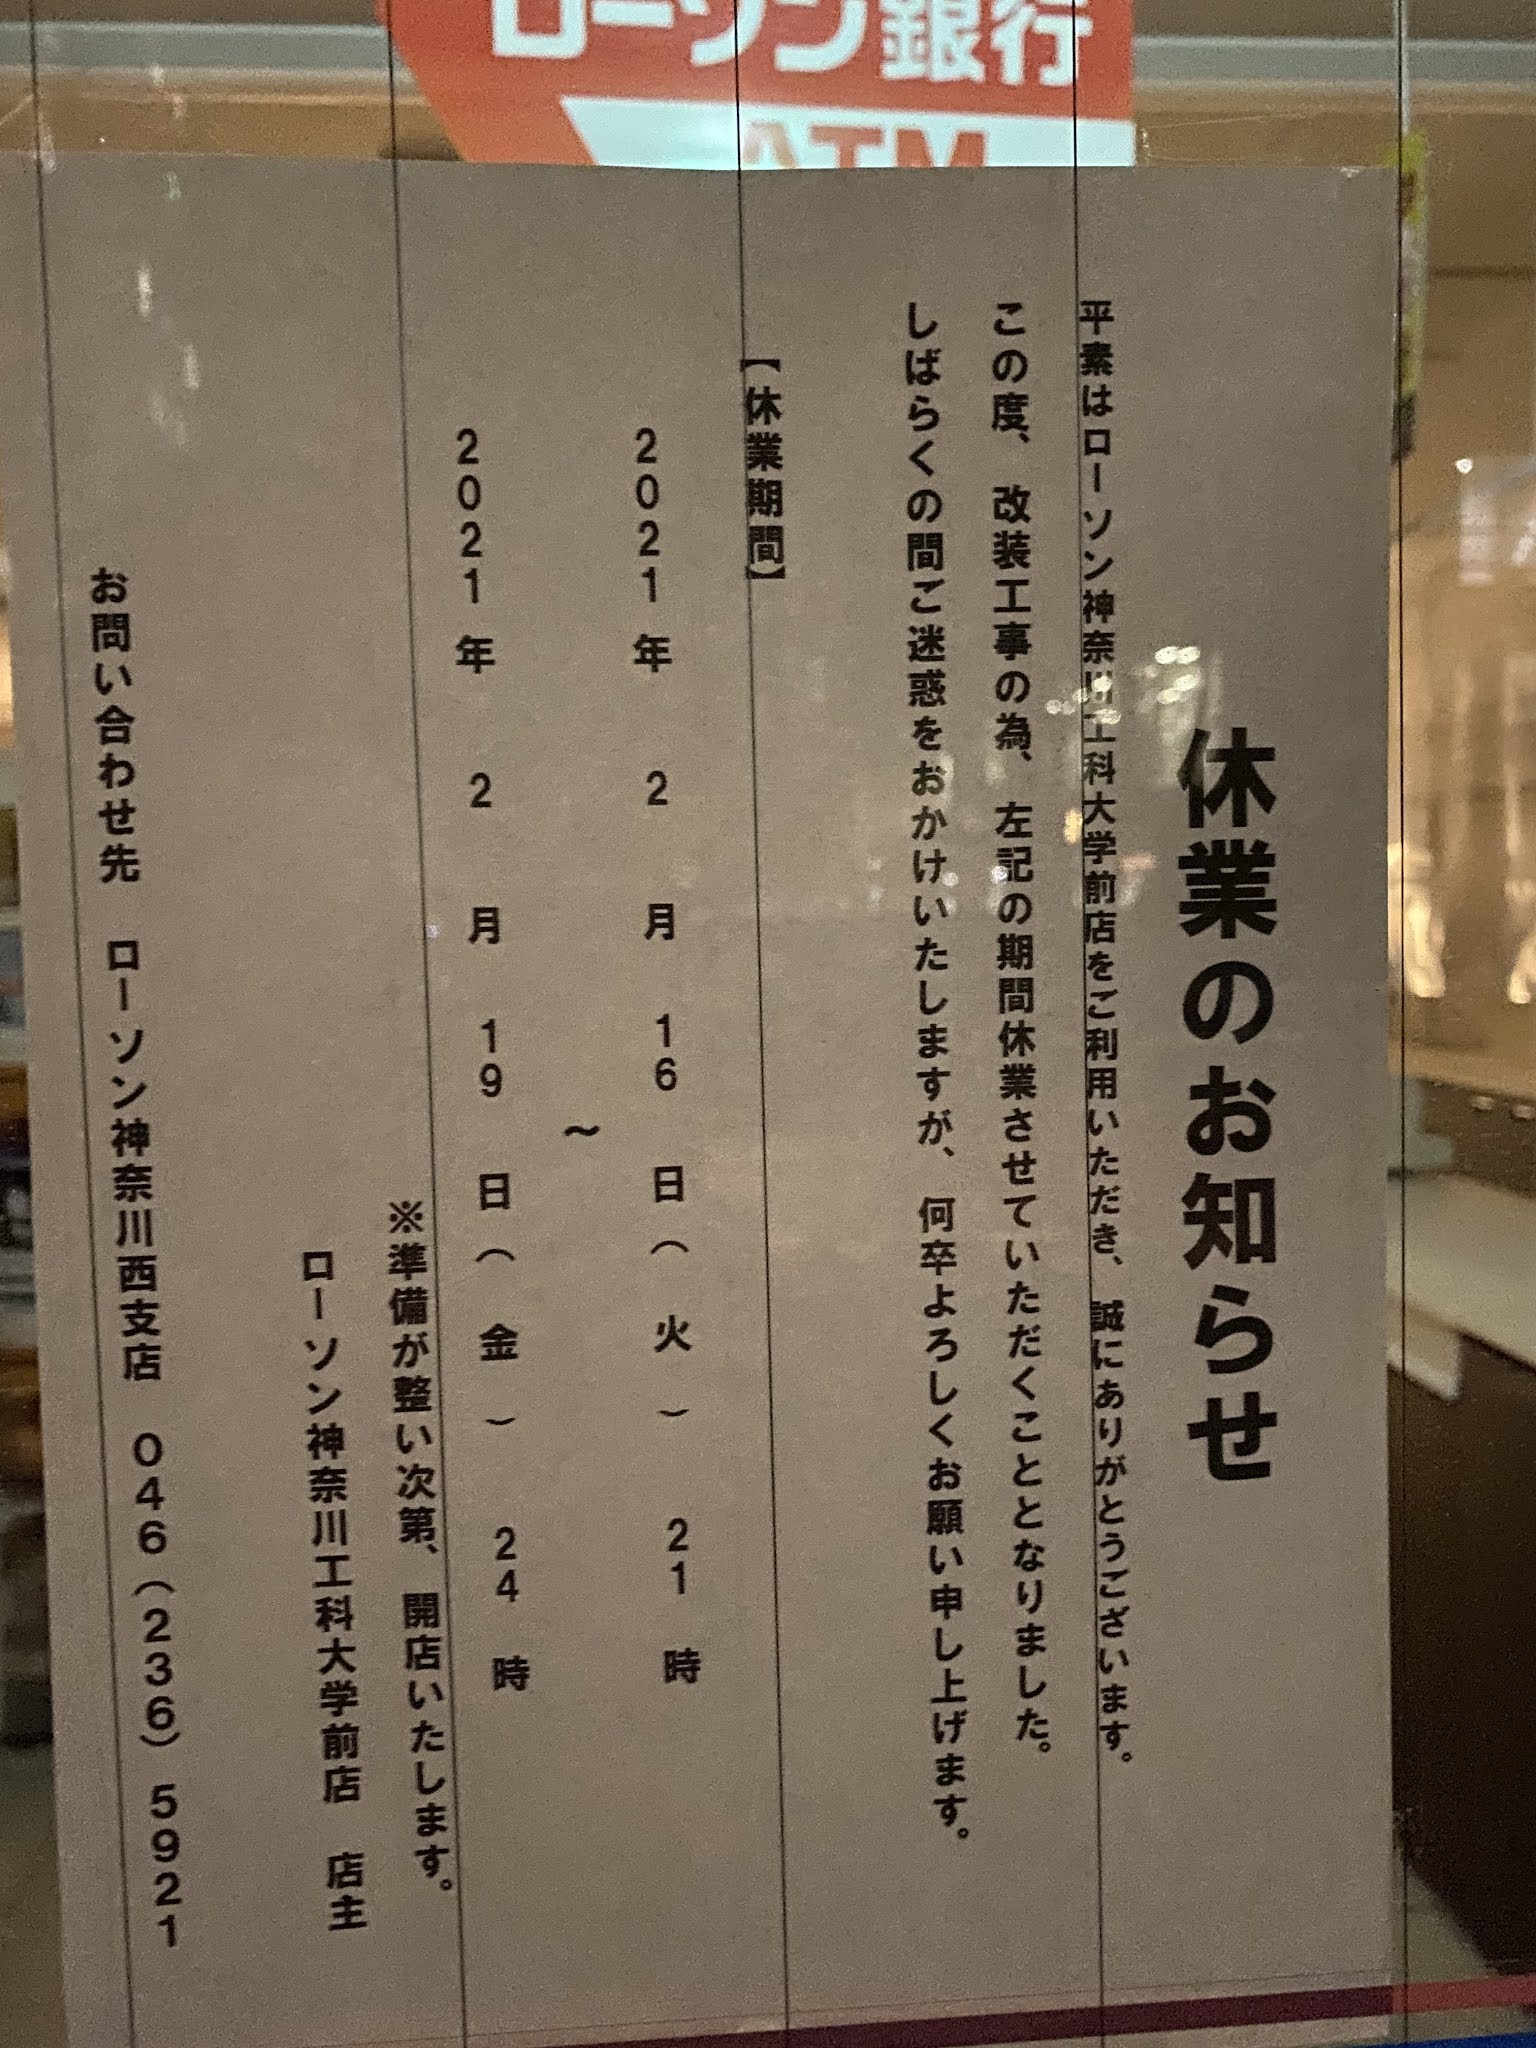 ローソン銀行
ATM
休業のお知らせ
平素はローソン神奈川工科大学前店をご利用いただき、誠にありがとうございます。
この度、改装工事の為、左記の期間休業させていただくこととなりました。
しばらくの間ご迷惑をおかけいたしますが、何卒よろしくお願い申し上げます。
【休業期間】
2021年 2 月 16 日(火) 21 時
～
2021年 2 月 19 日(金) 24 時
※準備が整い次第、開店いたします。
ローソン神奈川工科大学前店 店主
お問い合わせ先 ローソン神奈川西支店 046(236)5921